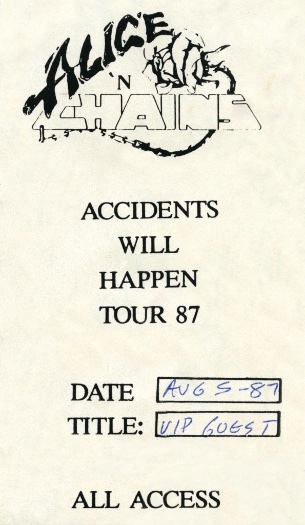 ALICE
'N
CHAINS
ACCIDENTS
WILL
HAPPEN
TOUR 87
DATE AUG 5-87
TITLE: VIP GUEST
ALL ACCESS